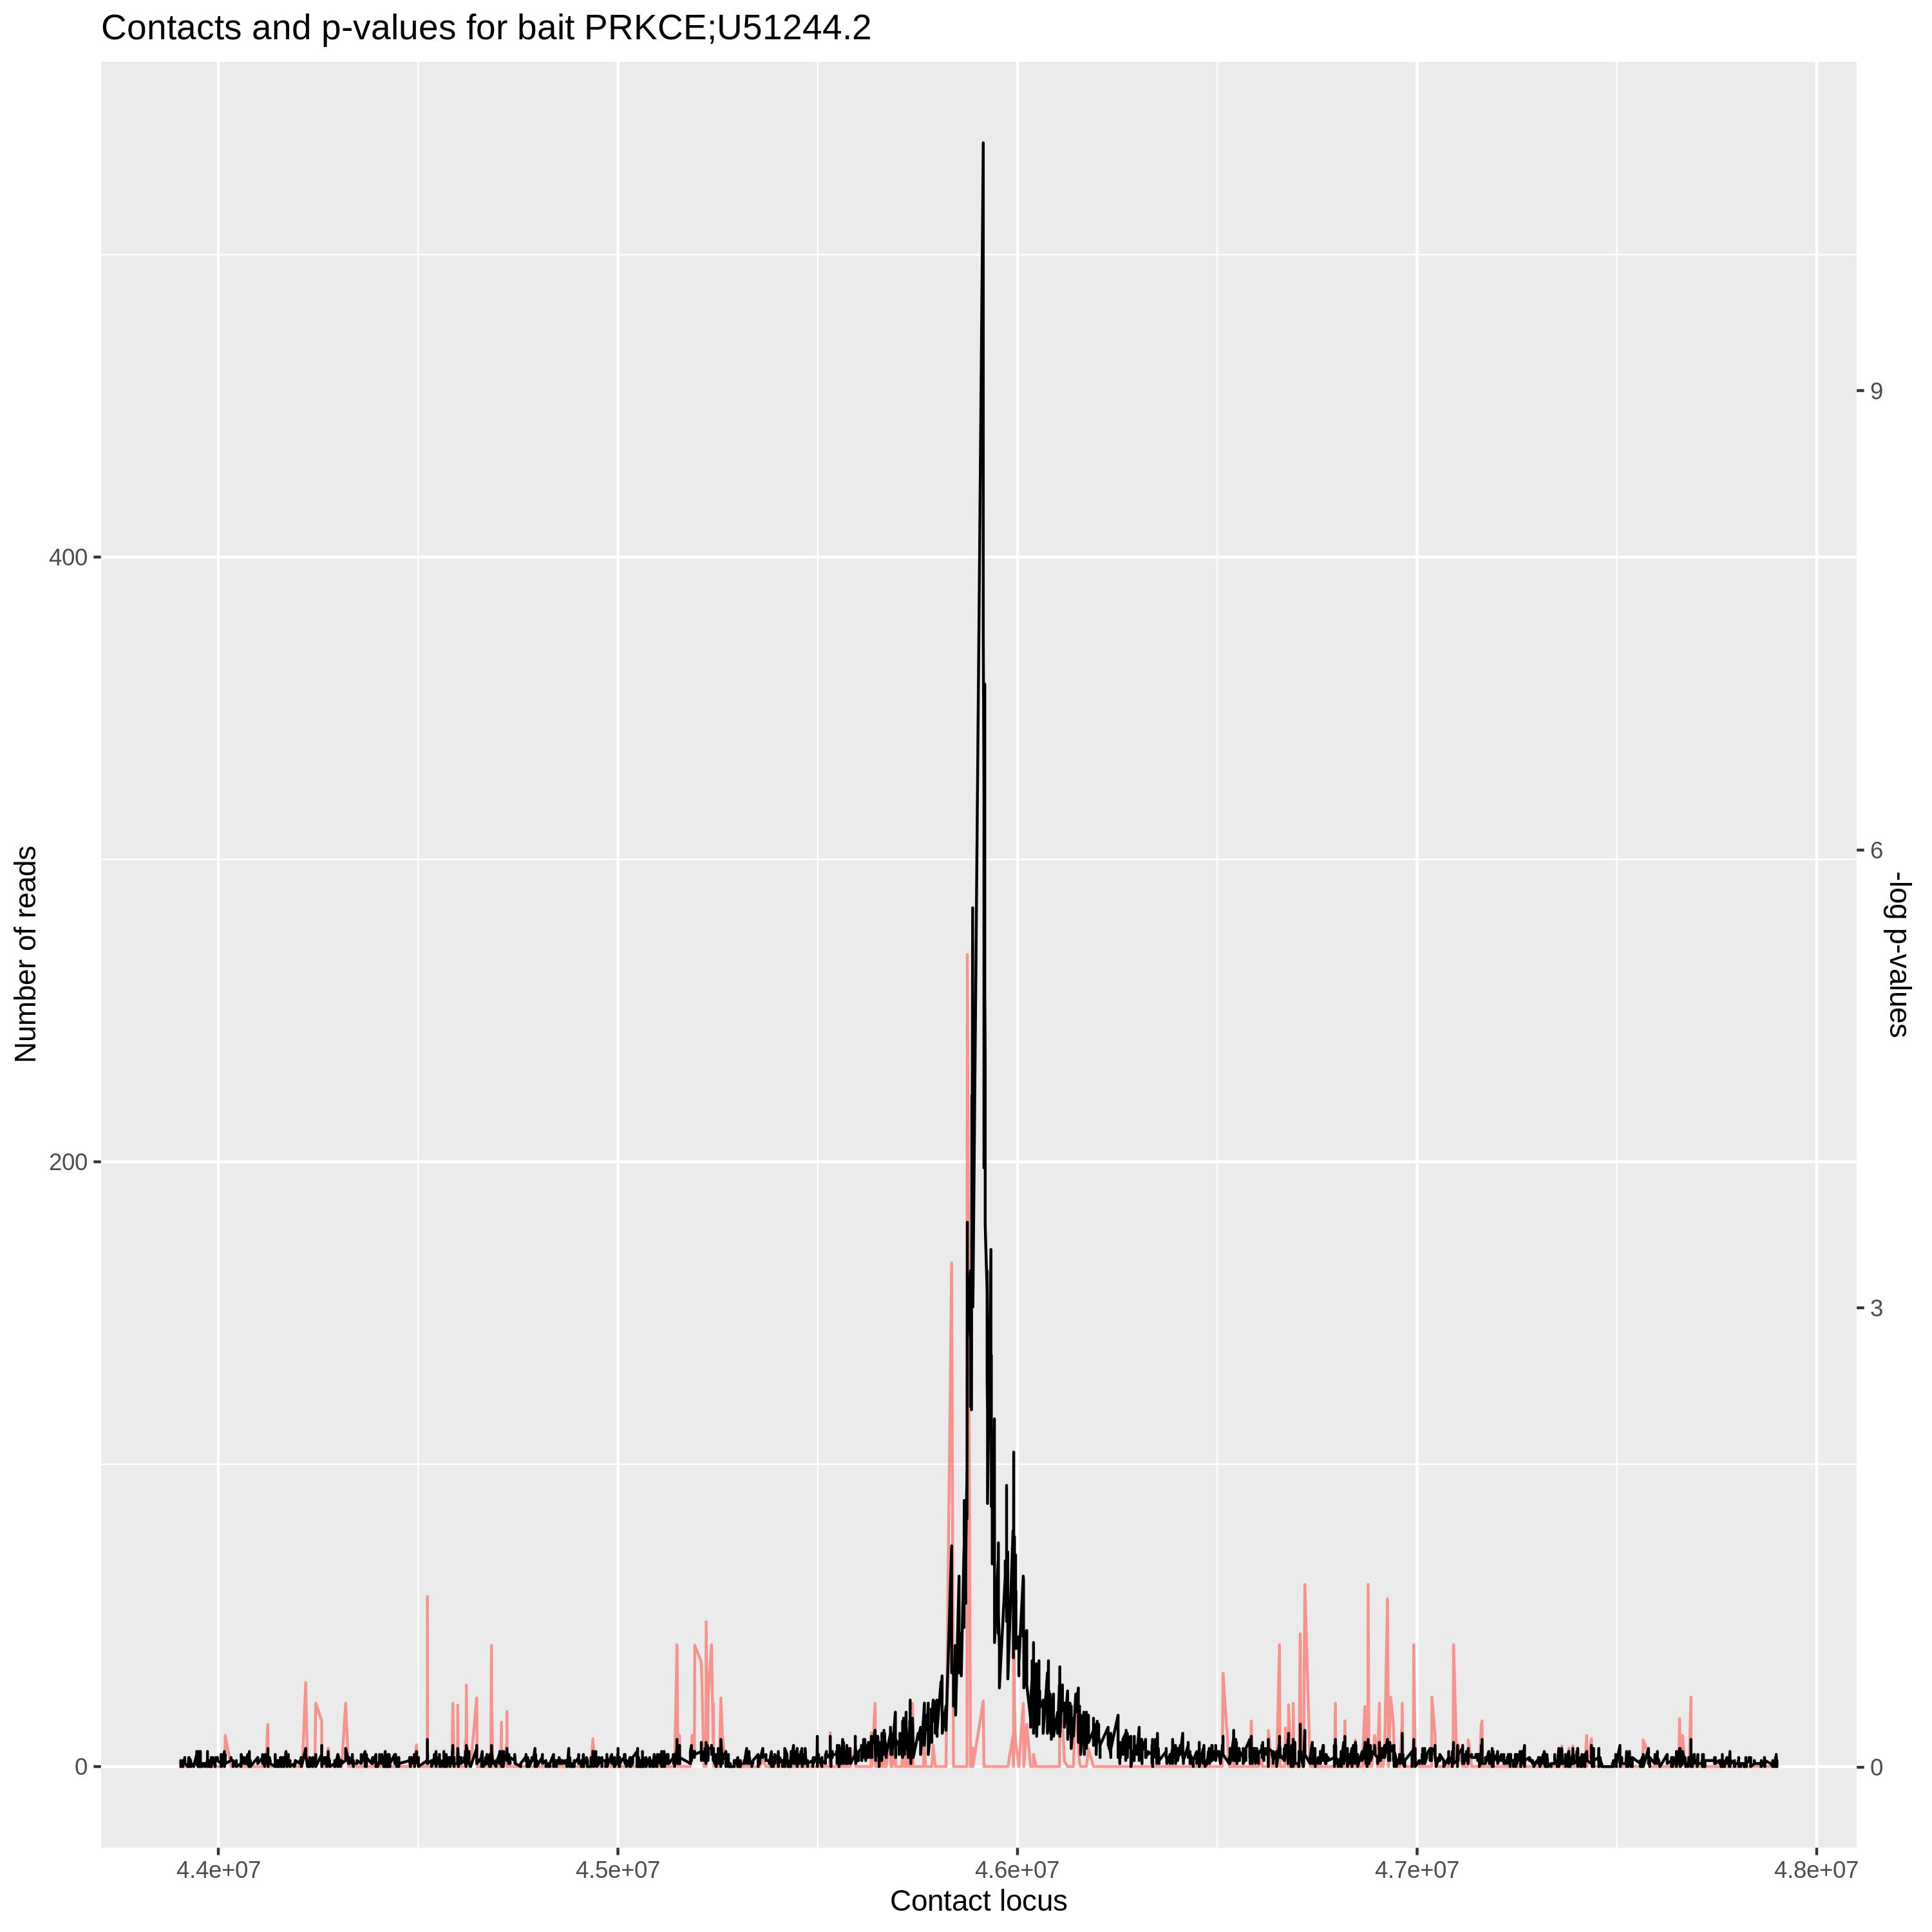 Contacts and p-values for bait PRKCE;U51244.2
Number of reads
400
200
0
9
6
3
0
-log p-values
4.4e+07
4.5e+07
4.6e+07
4.7e+07
4.8e+07
Contact locus